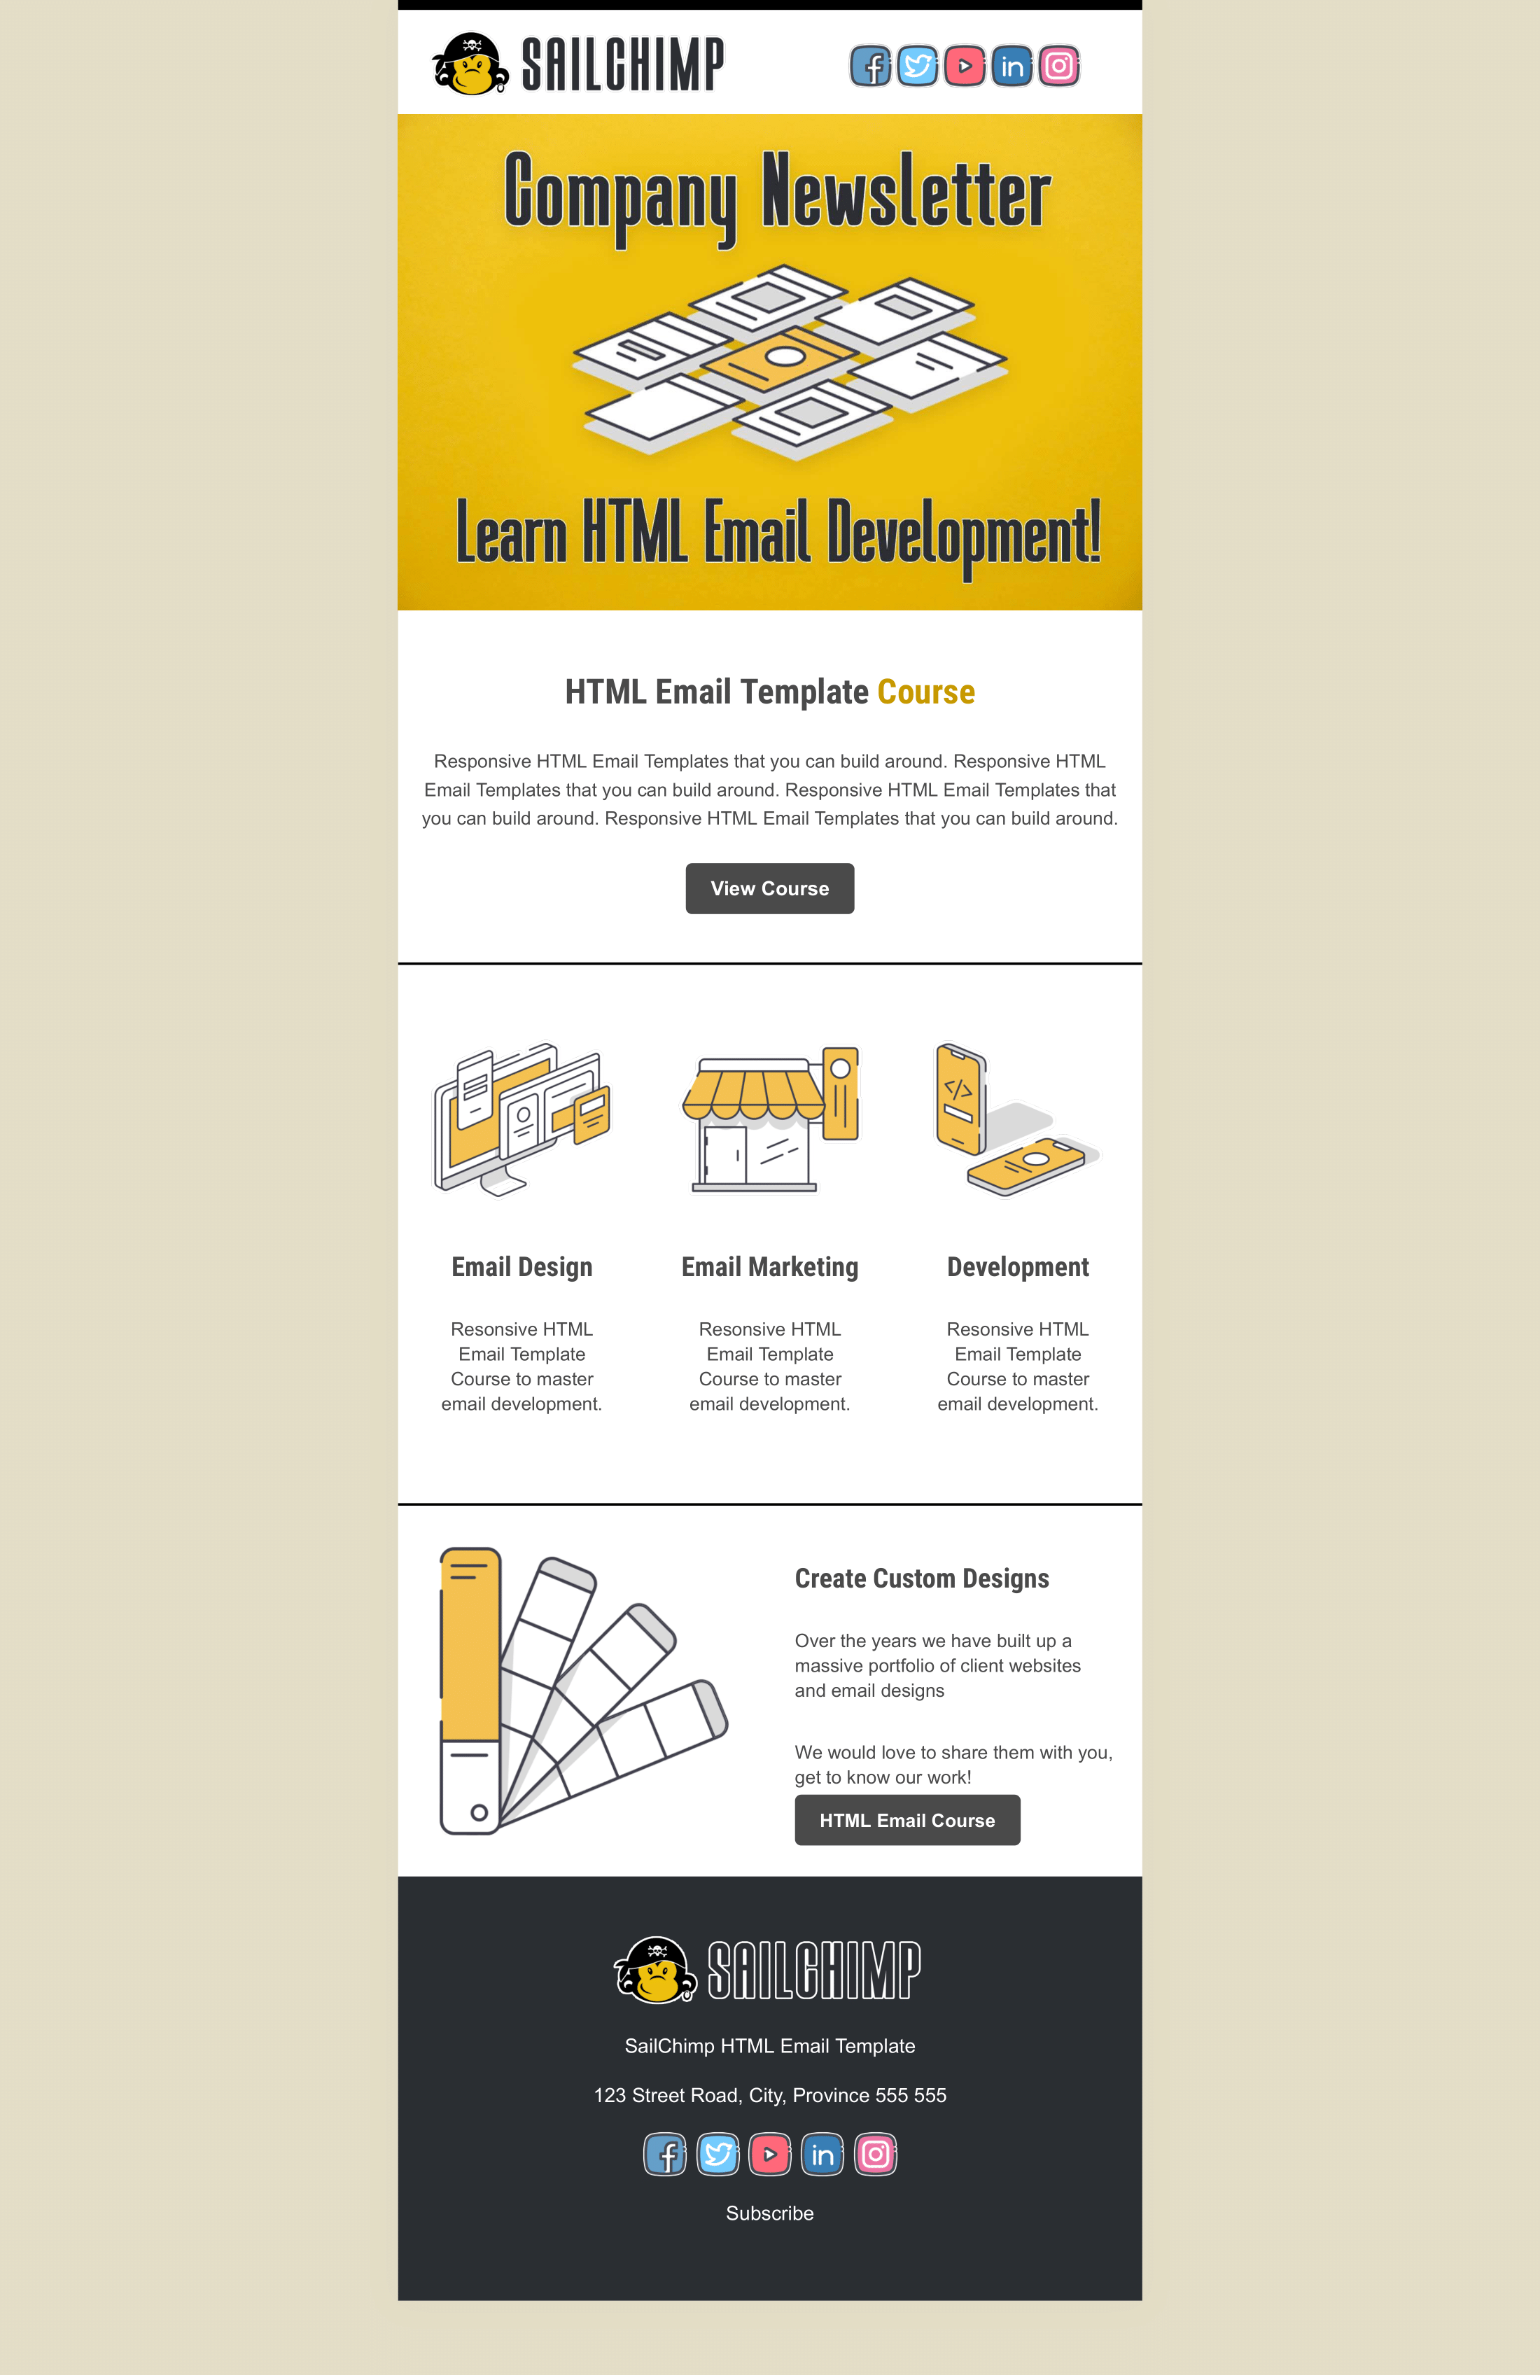 SAILCHIMP
Company Newsletter
Learn HTML Email Development!
HTML Email Template Course
Responsive HTML Email Templates that you can build around. Responsive HTML
Email Templates that you can build around. Responsive HTML Email Templates that
you can build around. Responsive HTML Email Templates that you can build around.
View Course
Email Design
Resonsive HTML
Email Template
Course to master
email development.
Email Marketing
Resonsive HTML
Email Template
Course to master
email development.
Development
Resonsive HTML
Email Template
Course to master
email development.
Create Custom Designs
Over the years we have built up a
massive portfolio of client websites
and email designs
We would love to share them with you,
get to know our work!
HTML Email Course
SAILCHIMP
SailChimp HTML Email Template
123 Street Road, City, Province 555 555
Subscribe